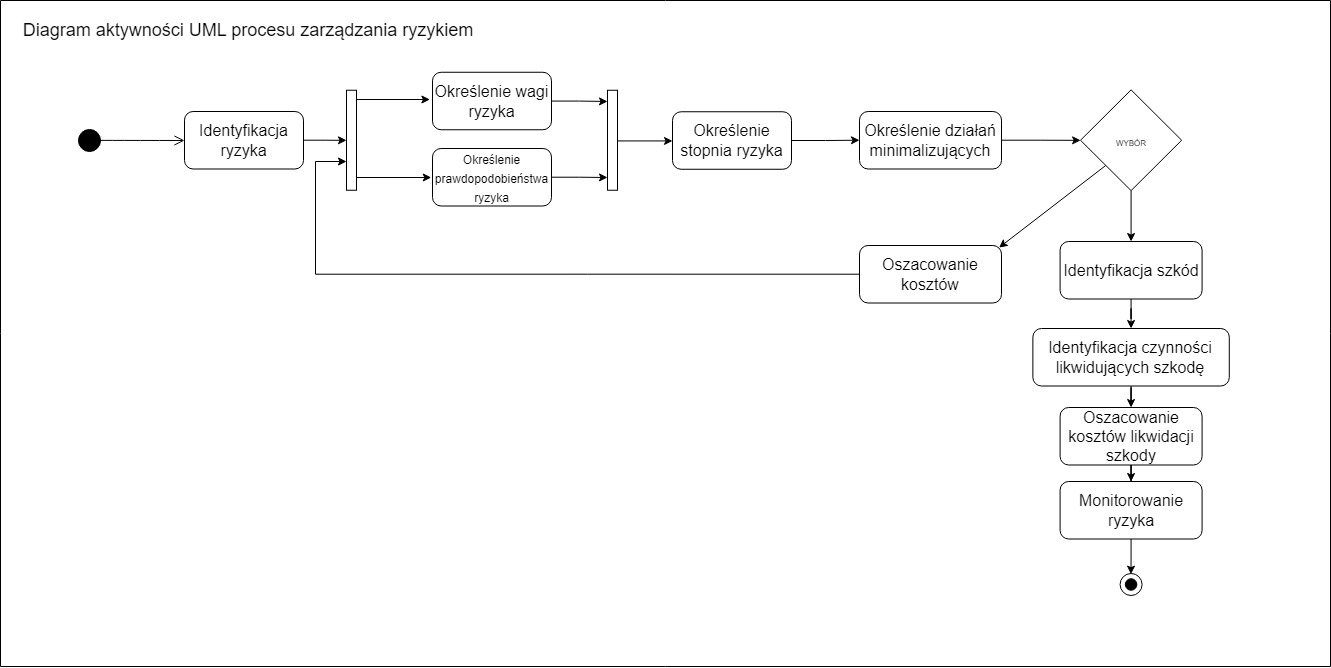 Diagram aktywności UML procesu zarządzania ryzykiem
Identyfikacja
ryzyka
Określenie wagi
ryzyka
Określenie
prawdopodobieństwa
ryzyka
Określenie
stopnia ryzyka
Określenie działań
minimalizujących
WYBÓR
Oszacowanie
kosztów
Identyfikacja szkód
Identyfikacja czynności
likwidujących szkodę
Oszacowanie
kosztów likwidacji
szkody
Monitorowanie
ryzyka